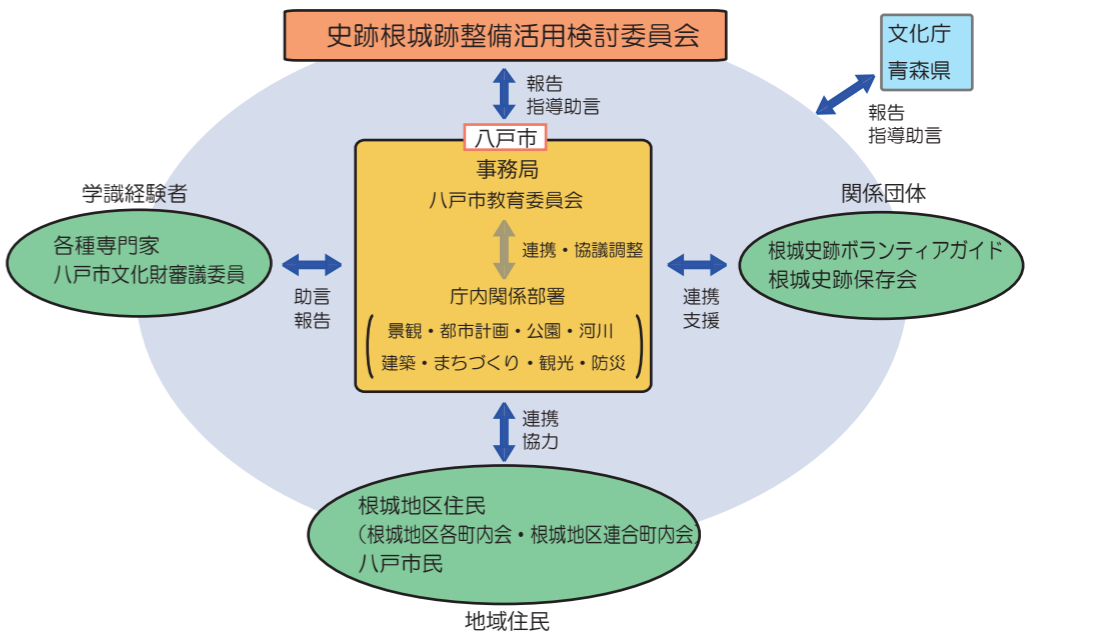 史跡根城跡整備活用検討委員会
文化庁
青森県
報告
指導助言
報告
指導助言
八戸市
事務局
八戸市教育委員会
連携・協議調整
庁内関係部署
景観・都市計画・公園・河川
建築・まちづくり・観光・防災
学識経験者
各種専門家
八戸市文化財審議委員
助言
報告
関係団体
根城史跡ボランティアガイド
根城史跡保存会
連携
支援
連携
協力
根城地区住民
（根城地区各町内会・根城地区連合町内会）
八戸市民
地域住民